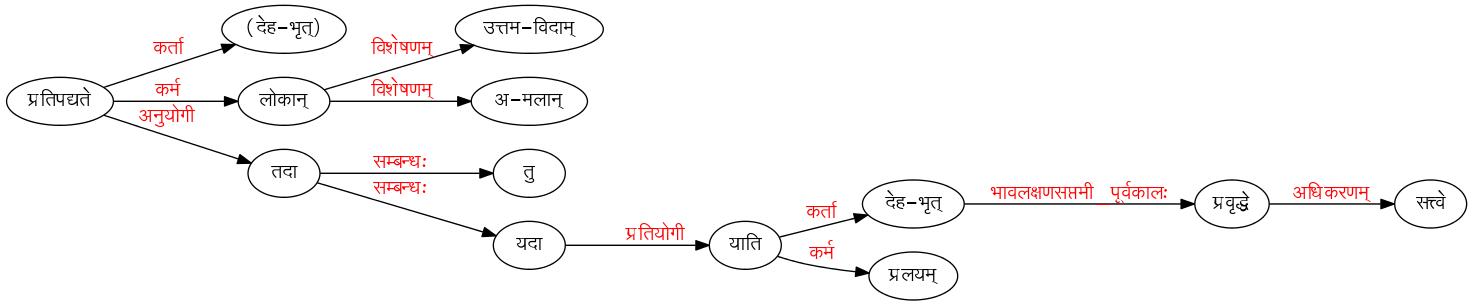 (देह-भृत्)
उत्तम-विदाम्
कर्ता
विशेषणम्
प्रतिपद्यते
कर्म
लोकान्
विशेषणम्
अ-मलान्
अनुयोगी
तदा
सम्बन्धः
तु
सम्बन्धः
यदा
प्रतियोगी
याति
कर्ता
देह-भृत्
भावलक्षणसप्तमी_पूर्वकालः
प्रवृद्धे
अधिकरणम्
सत्त्वे
कर्म
प्रलयम्